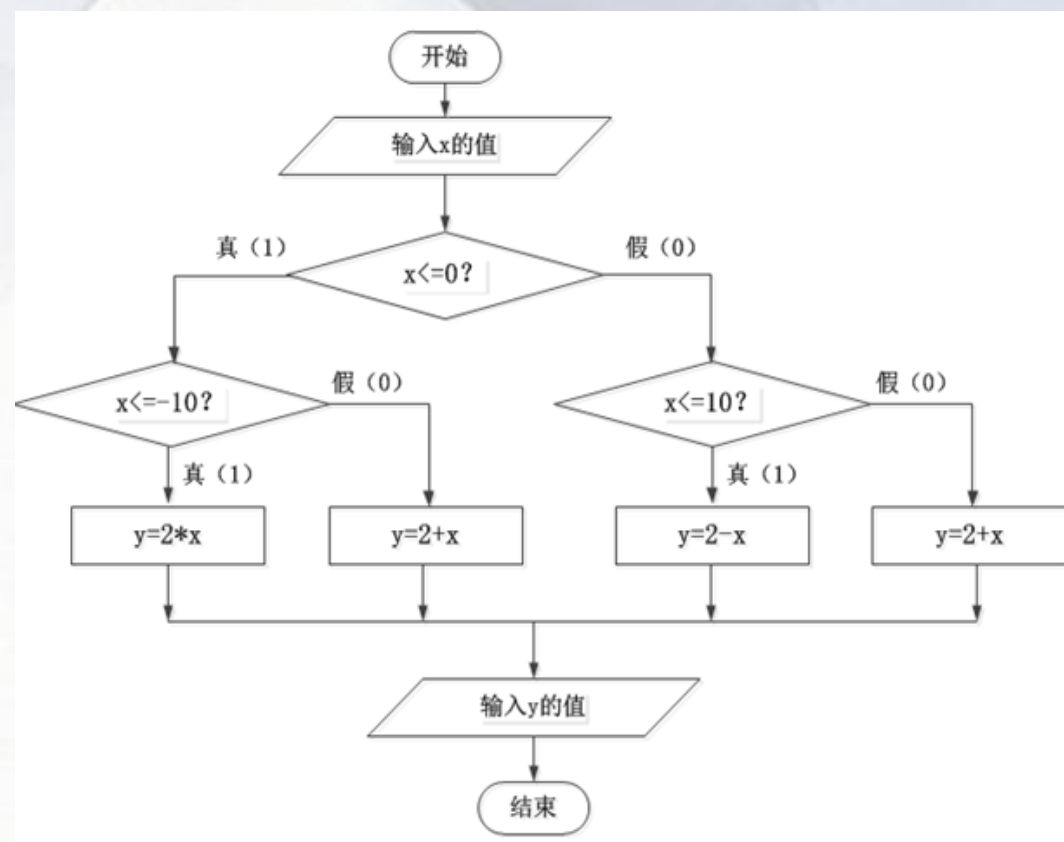 开始
输入x的值
真（1）
假（0）
x<=0?
x<=-10?
假（0）
x<=10?
假（0）
真（1）
真（1）
y=2*x
y=2+x
y=2-x
y=2+x
输入y的值
结束